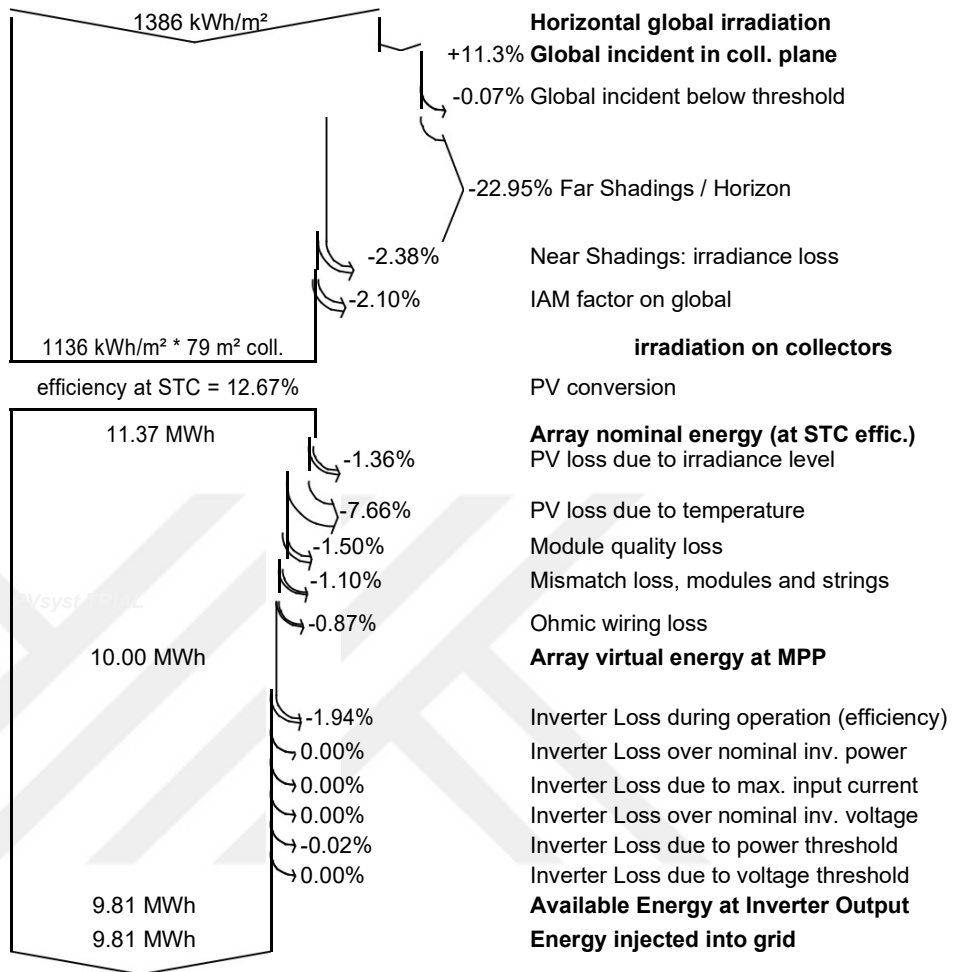 1386 kWh/m² Horizontal global irradiation
+11.3% Global incident in coll. plane
-0.07% Global incident below threshold
-22.95% Far Shadings / Horizon
-2.38% Near Shadings: irradiance loss
-2.10% IAM factor on global
1136 kWh/m² * 79 m² coll. irradiation on collectors
efficiency at STC = 12.67% PV conversion
11.37 MWh Array nominal energy (at STC effic.)
-1.36% PV loss due to irradiance level
-7.66% PV loss due to temperature
-1.50% Module quality loss
-1.10% Mismatch loss, modules and strings
PVsyst TRIAL
-0.87% Ohmic wiring loss
10.00 MWh Array virtual energy at MPP
-1.94% Inverter Loss during operation (efficiency)
0.00% Inverter Loss over nominal inv. power
0.00% Inverter Loss due to max. input current
0.00% Inverter Loss over nominal inv. voltage
-0.02% Inverter Loss due to power threshold
0.00% Inverter Loss due to voltage threshold
9.81 MWh Available Energy at Inverter Output
9.81 MWh Energy injected into grid